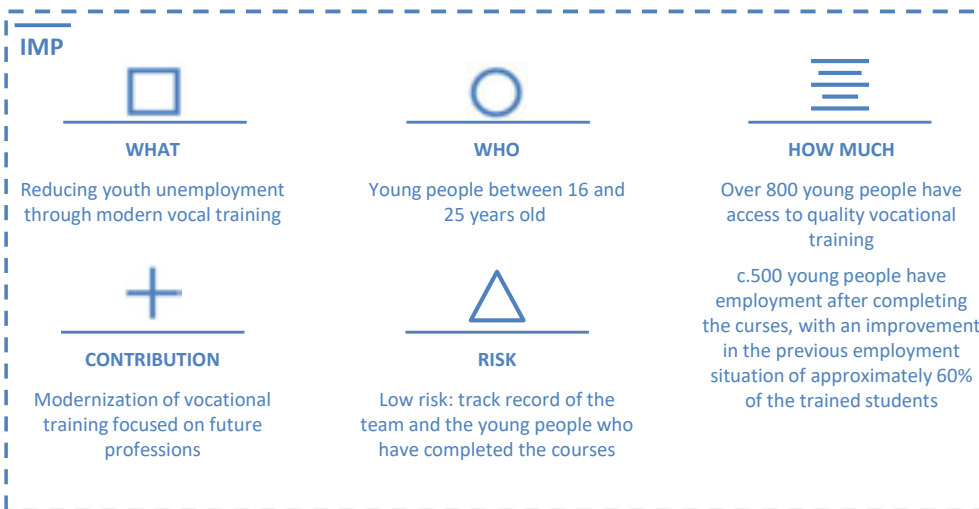 IMP
WHAT
Reducing youth unemployment
through modern vocal training
WHO
Young people between 16 and
25 years old
HOW MUCH
Over 800 young people have
access to quality vocational
training
c.500 young people have
employment after completing
the curses, with an improvement
in the previous employment
situation of approximately 60%
of the trained students
CONTRIBUTION
Modernization of vocational
training focused on future
professions
RISK
Low risk: track record of the
team and the young people who
have completed the courses